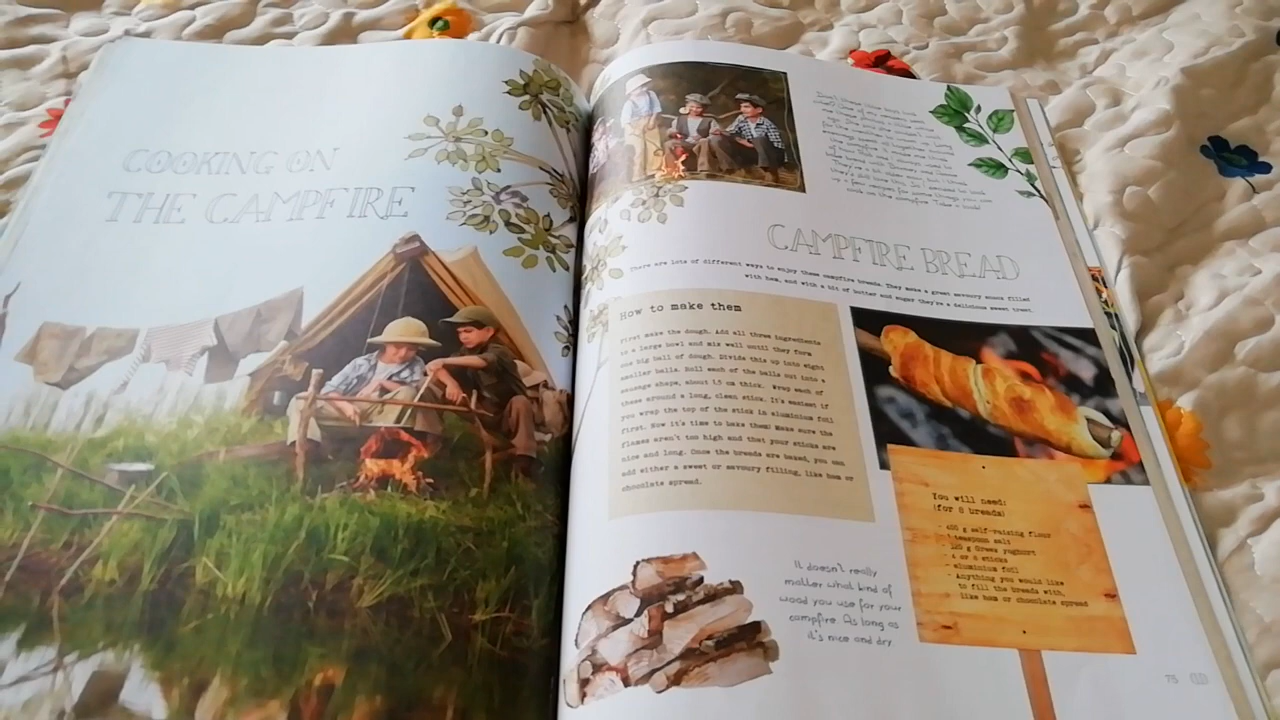 COOKING ON
THE CAMPFIRE
CAMPFIRE BREAD
There are lots of different ways to enjoy these campfire breads. They make a great savoury snack filled
with ham, and with a bit of butter and sugar they're a delicious sweet treat.
How to make them
First make the dough. Add all three ingredients
to a large bowl and mix well until they form
one big ball of dough. Divide this up into eight
smaller balls. Roll each of the balls out into a
sausage shape, about 1.5 cm thick. Wrap each of
these around a long, clean stick. It's easiest if
you wrap the top of the stick in aluminium foil
first. Now it's time to bake them! Make sure the
flames aren't too high and that your sticks are
nice and long. Once the breads are baked, you can
add either a sweet or savoury filling, like ham or
chocolate spread.
You will need:
(for 8 breads)
- 400 g self-raising flour
- 1 teaspoon salt
- g Greek yoghurt
- 4 or 8 sticks
- aluminium foil
- Anything you would like
to fill the breads with,
like ham or chocolate spread
It doesn't really
matter what kind of
wood you use for your
campfire. As long as
it's nice and dry
75